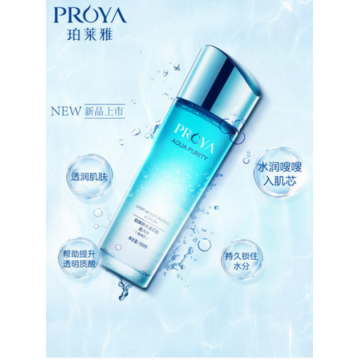 PROYA
珀莱雅
NEW 新品上市
PROYA
AQUA PURITY
透润肌肤
水润嗖嗖
入肌芯
帮助提升
透明质酸
持久锁住
水分